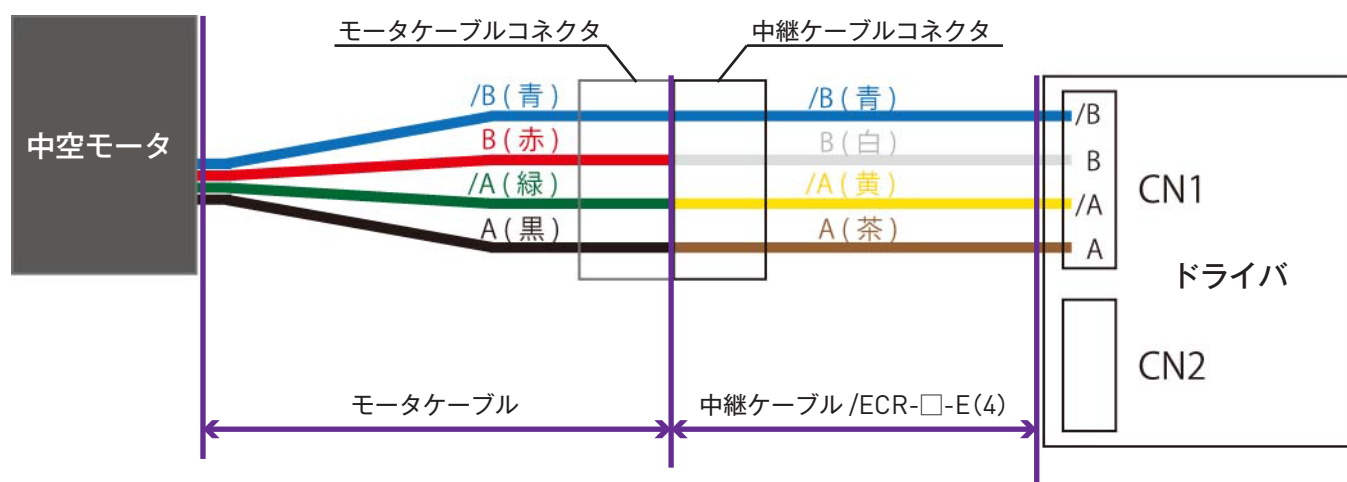 モータケーブルコネクタ
中継ケーブルコネクタ
中空モータ
/B(青)
/B(青)
/B
B(赤)
B(白)
B
/A(緑)
/A(黄)
/A
A(黒)
A(茶)
A
CN1
ドライバ
CN2
モータケーブル
中継ケーブル/ECR-□-E(4)